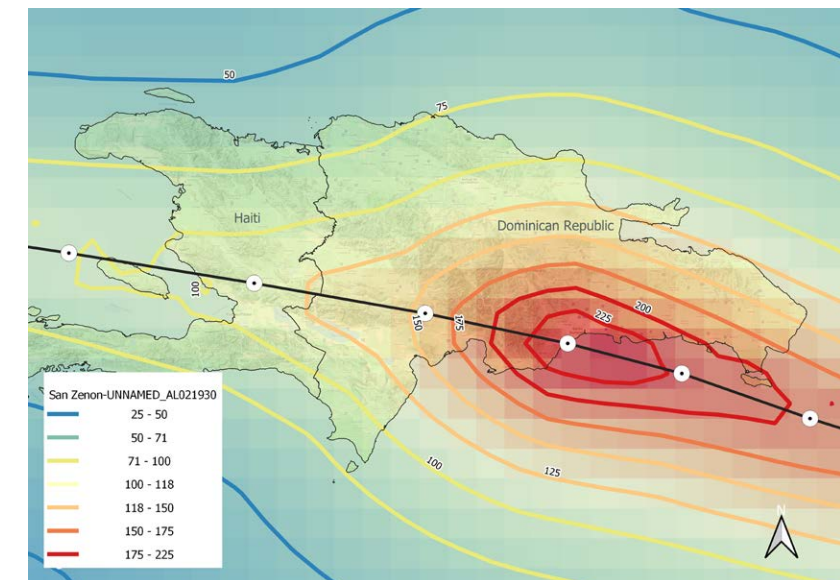 50
75
Haiti
Dominican Republic
100
150
175
200
225
100
125
San Zenon-UNNAMED_AL021930
25 - 50
50 - 71
71 - 100
100 - 118
118 - 150
150 - 175
175 - 225
N